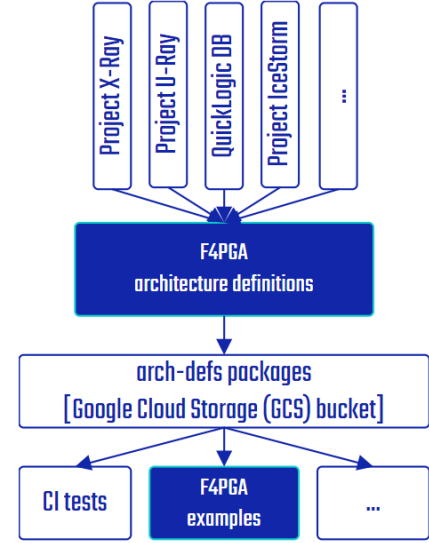 Project X-Ray
Project U-Ray
QuickLogic DB
Project IceStorm
...
F4PGA
architecture definitions
arch-defs packages
[Google Cloud Storage (GCS) bucket]
CI tests
F4PGA
examples
...